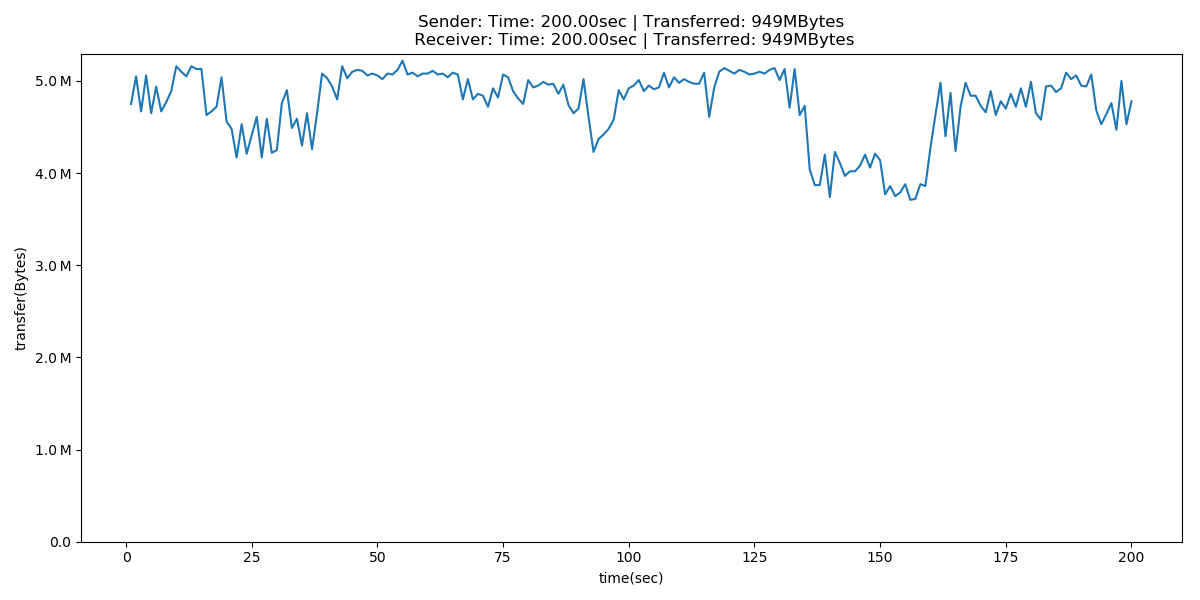 Sender: Time: 200.00sec | Transferred: 949MBytes
Receiver: Time: 200.00sec | Transferred: 949MBytes
5.0 M
4.0 M
3.0 M
2.0 M
1.0 M
0.0
transfer(Bytes)
0 25 50 75 100 125 150 175 200
time(sec)